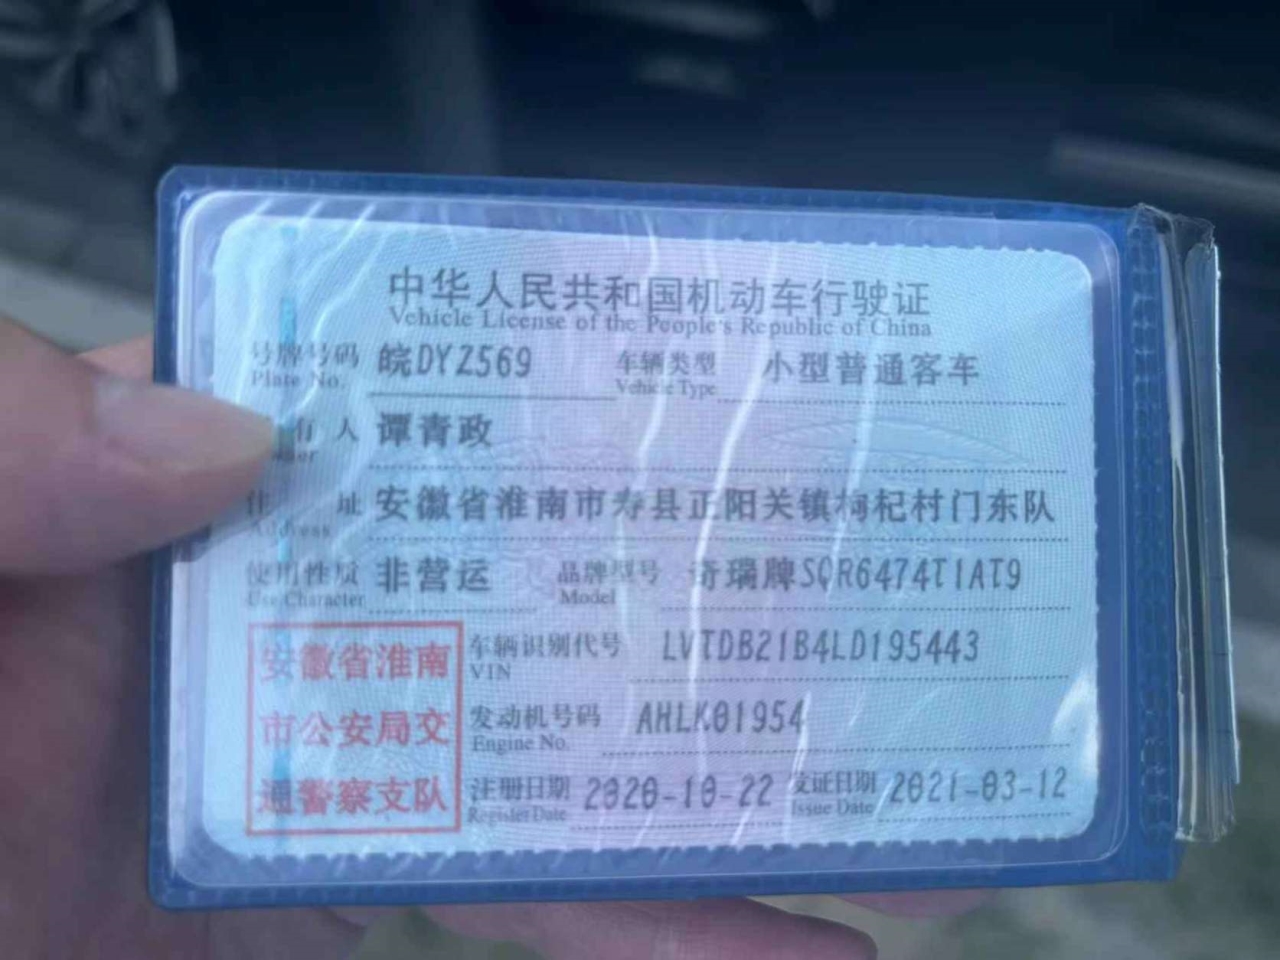 中华人民共和国机动车行驶证
Vehicle License of the People's Republic of China
号牌号码 皖DYZ569 车辆类型 小型普通客车
Plate No. Vehicle Type
有人 谭青政
住址 安徽省淮南市寿县正阳关镇枸杞村门东队
Address
使用性质 非营运 品牌型号 奇瑞牌SQR6474T1AT9
Use Character Model
安徽省淮南
市公安局交
通警察支队
车辆识别代号 LVTDB21B4LD195443
VIN
发动机号码 AHLK01954
Engine No.
注册日期 2020-10-22 发证日期 2021-03-12
Register Date Issue Date